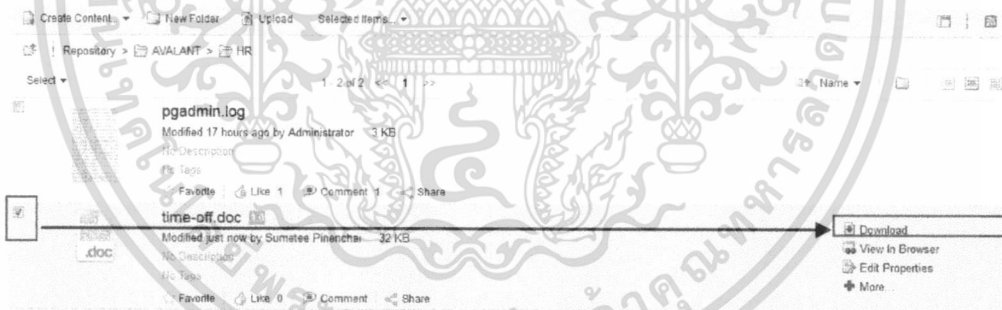 Create Content New Folder Upload Selected Items...
Repository > AVALANT > HR
Select 1 - 2 of 2 << 1 >> Name
pgadmin.log
Modified 17 hours ago by Administrator 3 KB
No Description
No Tags
Favorite Like 1 Comment 1 Share
time-off.doc 1.0
Modified just now by Sumatee Pinenchai 32 KB
.doc
No Description
No Tags
Favorite Like 0 Comment Share
Download
View In Browser
Edit Properties
More...